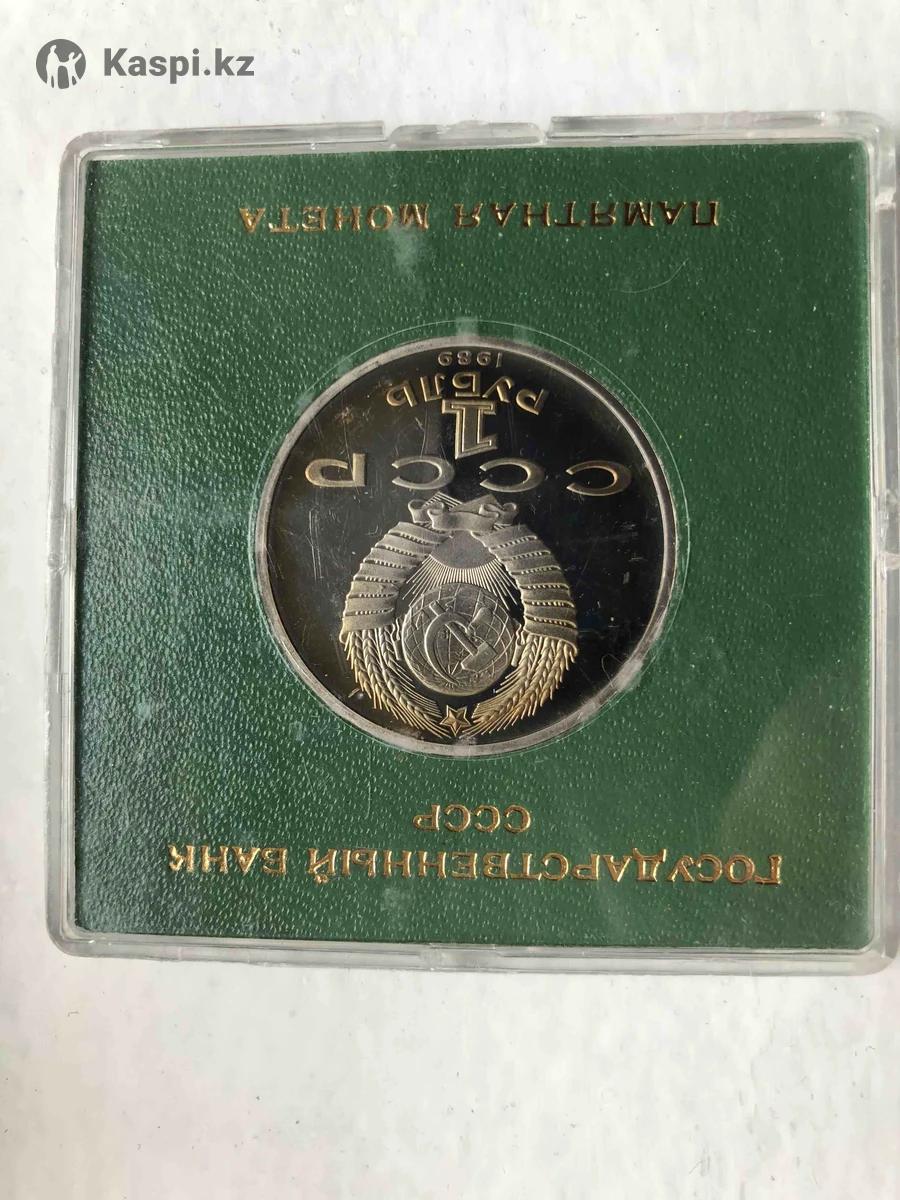 Kaspi.kz
ГОСУДАРСТВЕННЫЙ БАНК
СССР
СССР
1
РУБЛЬ
1989
ПАМЯТНАЯ МОНЕТА